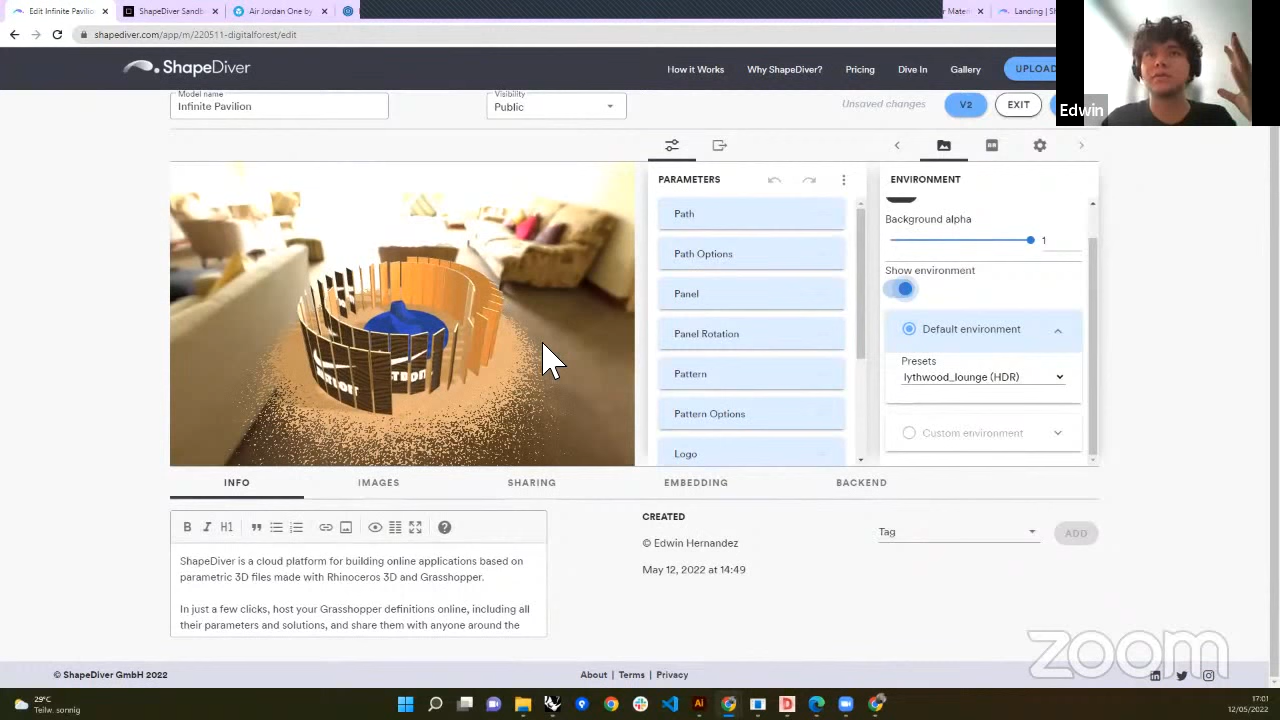 Edit Infinite Pavilio
ShapeDiver Sandb
Air Jordan One by
r Mater
Landing | Sh
shapediver.com/app/m/220511-digitalforest/edit
ShapeDiver
How it Works
Why ShapeDiver?
Pricing
Dive In
Gallery
UPLOAD
Edwin
Model name
Infinite Pavilion
Visibility
Public
Unsaved changes
V2
EXIT
PARAMETERS
Path
Path Options
Panel
Panel Rotation
Pattern
Pattern Options
Logo
ENVIRONMENT
Background alpha
1
Show environment
Default environment
Presets
lythwood_lounge (HDR)
Custom environment
INFO
IMAGES
SHARING
EMBEDDING
BACKEND
B I H1
ShapeDiver is a cloud platform for building online applications based on
parametric 3D files made with Rhinoceros 3D and Grasshopper.
In just a few clicks, host your Grasshopper definitions online, including all
their parameters and solutions, and share them with anyone around the
CREATED
© Edwin Hernandez
May 12, 2022 at 14:49
Tag
ADD
zoom
© ShapeDiver GmbH 2022
About | Terms | Privacy
29°C
Teilw. sonnig
17:01
12/05/2022